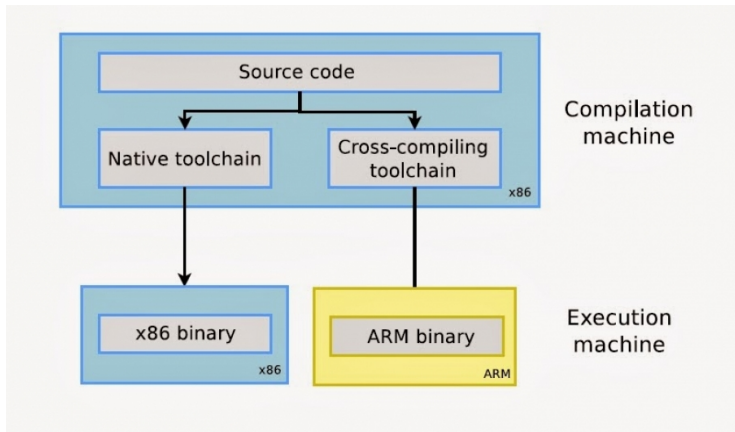 Source code
Compilation
machine
Native toolchain
Cross-compiling
toolchain
x86
x86 binary
x86
ARM binary
ARM
Execution
machine